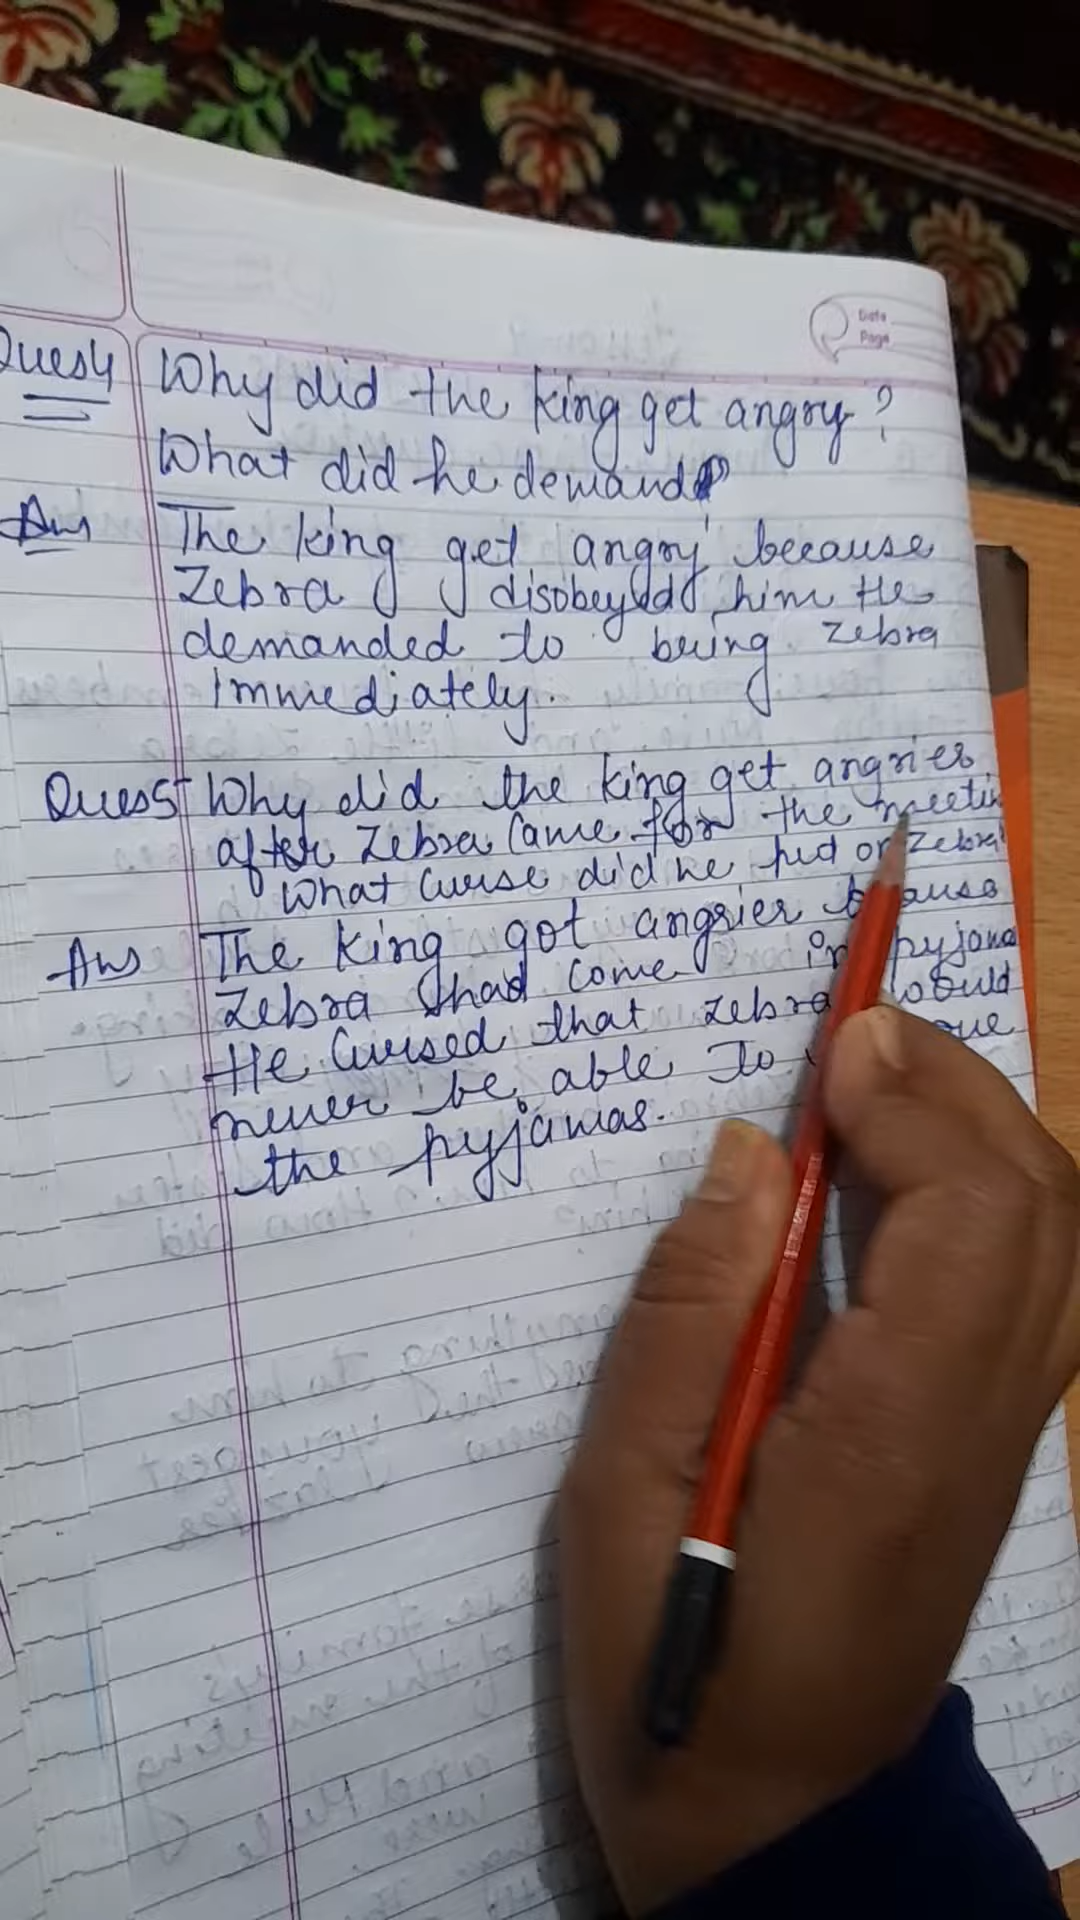 Date
Page
Ques4 Why did the king get angry?
What did he demand?
Ans The king get angry because
Zebra disobeyed him He
demanded to being zebra
immediately.
Ques5 Why did the king get angrier
after Zebra Came for the meetin
What Curse did he put on Zebra?
Ans The king got angrier because
Zebra had come in pyjama
He Cursed that zebra would
never be able to
the pyjamas.